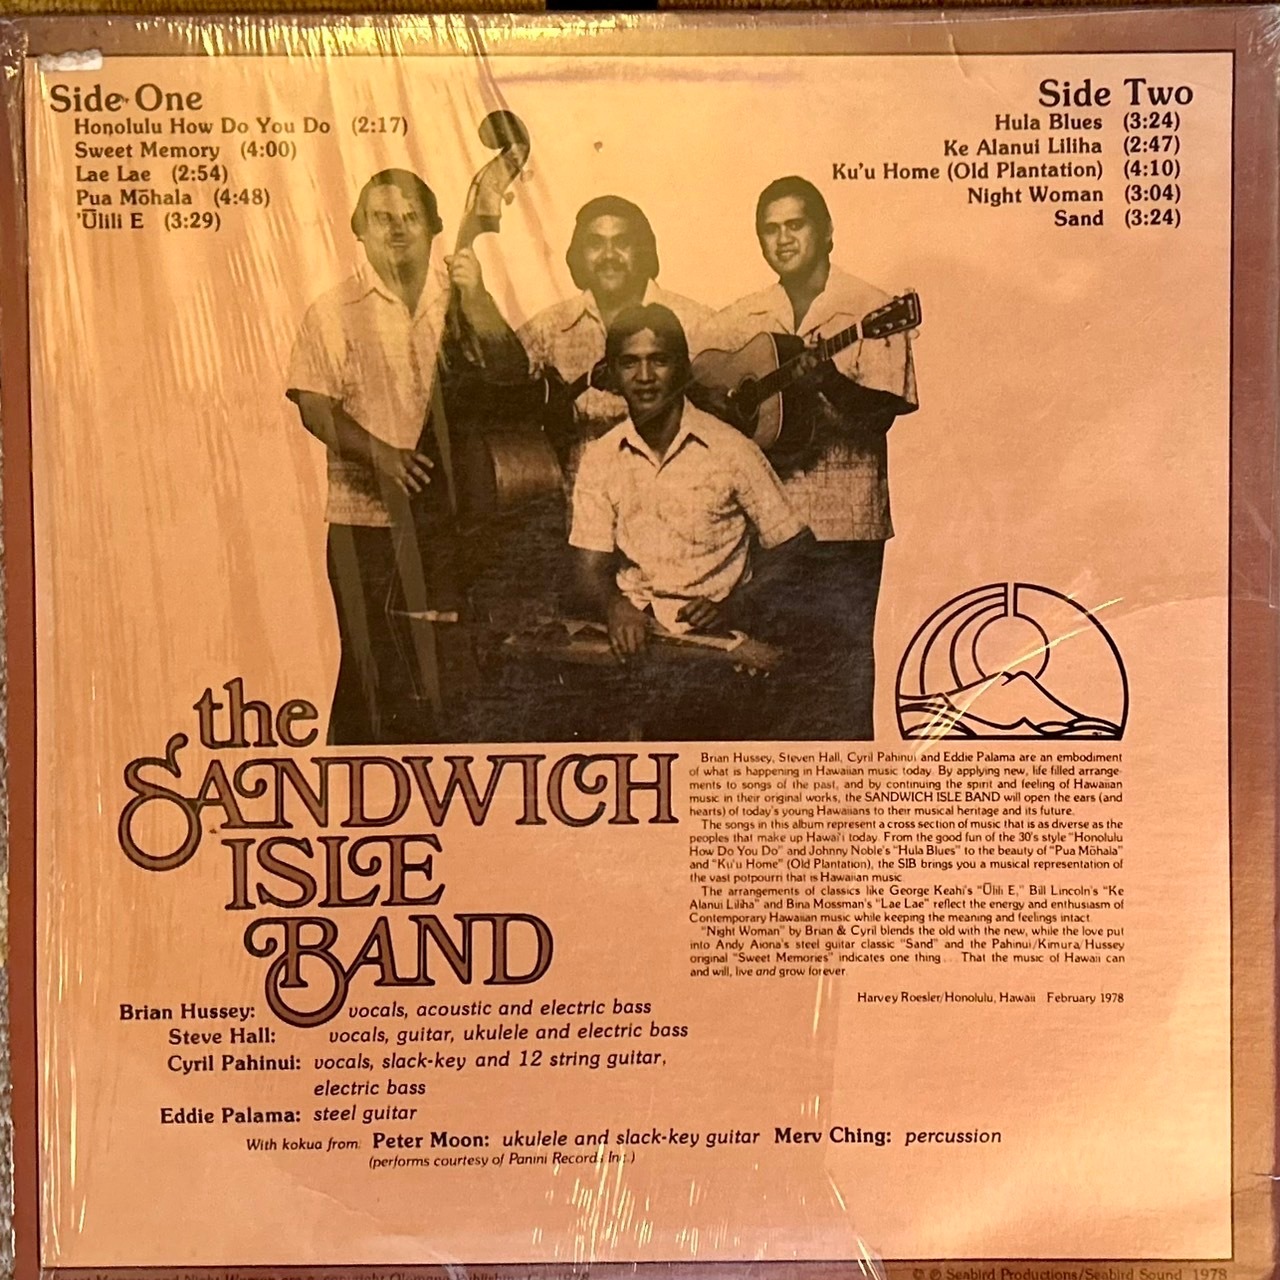 Side One
Honolulu How Do You Do (2:17)
Sweet Memory (4:00)
Lae Lae (2:54)
Pua Mōhala (4:48)
'Ūlili E (3:29)
Side Two
Hula Blues (3:24)
Ke Alanui Liliha (2:47)
Ku'u Home (Old Plantation) (4:10)
Night Woman (3:04)
Sand (3:24)
the
SANDWICH
ISLE
BAND
Brian Hussey, Steven Hall, Cyril Pahinui and Eddie Palama are an embodiment
of what is happening in Hawaiian music today. By applying new, life filled arrange-
ments to songs of the past, and by continuing the spirit and feeling of Hawaiian
music in their original works, the SANDWICH ISLE BAND will open the ears (and
hearts) of today's young Hawaiians to their musical heritage and its future.
The songs in this album represent a cross section of music that is as diverse as the
peoples that make up Hawai'i today. From the good fun of the 30's style "Honolulu
How Do You Do" and Johnny Noble's "Hula Blues" to the beauty of "Pua Mōhala"
and "Ku'u Home" (Old Plantation), the SIB brings you a musical representation of
the vast potpourri that is Hawaiian music.
The arrangements of classics like George Keahi's "Ūlili E," Bill Lincoln's "Ke
Alanui Liliha" and Bina Mossman's "Lae Lae" reflect the energy and enthusiasm of
Contemporary Hawaiian music while keeping the meaning and feelings intact.
"Night Woman" by Brian & Cyril blends the old with the new, while the love put
into Andy Aiona's steel guitar classic "Sand" and the Pahinui/Kimura/Hussey
original "Sweet Memories" indicates one thing... That the music of Hawaii can
and will, live and grow forever.
Harvey Roesler/Honolulu, Hawaii February 1978
Brian Hussey: vocals, acoustic and electric bass
Steve Hall: vocals, guitar, ukulele and electric bass
Cyril Pahinui: vocals, slack-key and 12 string guitar,
electric bass
Eddie Palama: steel guitar
With kokua from: Peter Moon: ukulele and slack-key guitar Merv Ching: percussion
(performs courtesy of Panini Records Inc.)
© ℗ Seabird Productions/Seabird Sound, 1978